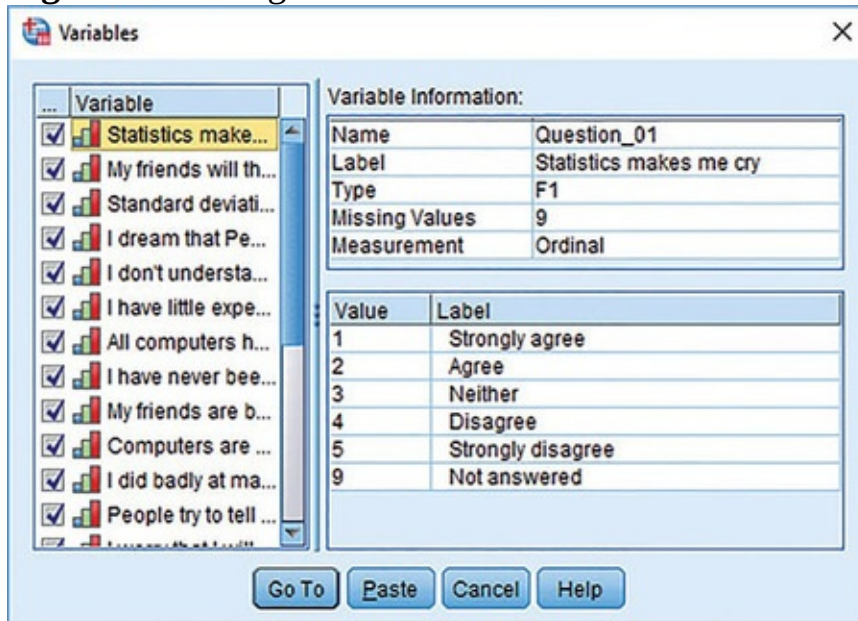 Variables
... Variable
Statistics make...
My friends will th...
Standard deviati...
I dream that Pe...
I don't understa...
I have little expe...
All computers h...
I have never bee...
My friends are b...
Computers are ...
I did badly at ma...
People try to tell ...
Variable Information:
Name Question_01
Label Statistics makes me cry
Type F1
Missing Values 9
Measurement Ordinal
Value Label
1 Strongly agree
2 Agree
3 Neither
4 Disagree
5 Strongly disagree
9 Not answered
Go To Paste Cancel Help